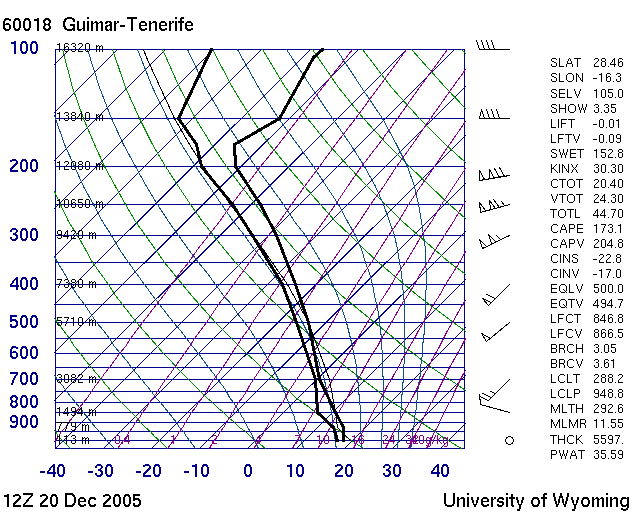 60018 Guimar-Tenerife
100 16320 m
13840 m
200 12080 m
10650 m
300 9420 m
400 7380 m
500 5710 m
600
700 3082 m
800
1494 m
900 779 m
113 m 0.4 1 2 4 7 10 16 24 32 40g/kg
-40 -30 -20 -10 0 10 20 30 40
12Z 20 Dec 2005
University of Wyoming
SLAT 28.46
SLON -16.3
SELV 105.0
SHOW 3.35
LIFT -0.01
LFTV -0.09
SWET 152.8
KINX 30.30
CTOT 20.40
VTOT 24.30
TOTL 44.70
CAPE 173.1
CAPV 204.8
CINS -22.8
CINV -17.0
EQLV 500.0
EQTV 494.7
LFCT 846.8
LFCV 866.5
BRCH 3.05
BRCV 3.61
LCLT 288.2
LCLP 948.8
MLTH 292.6
MLMR 11.55
THCK 5597.
PWAT 35.59